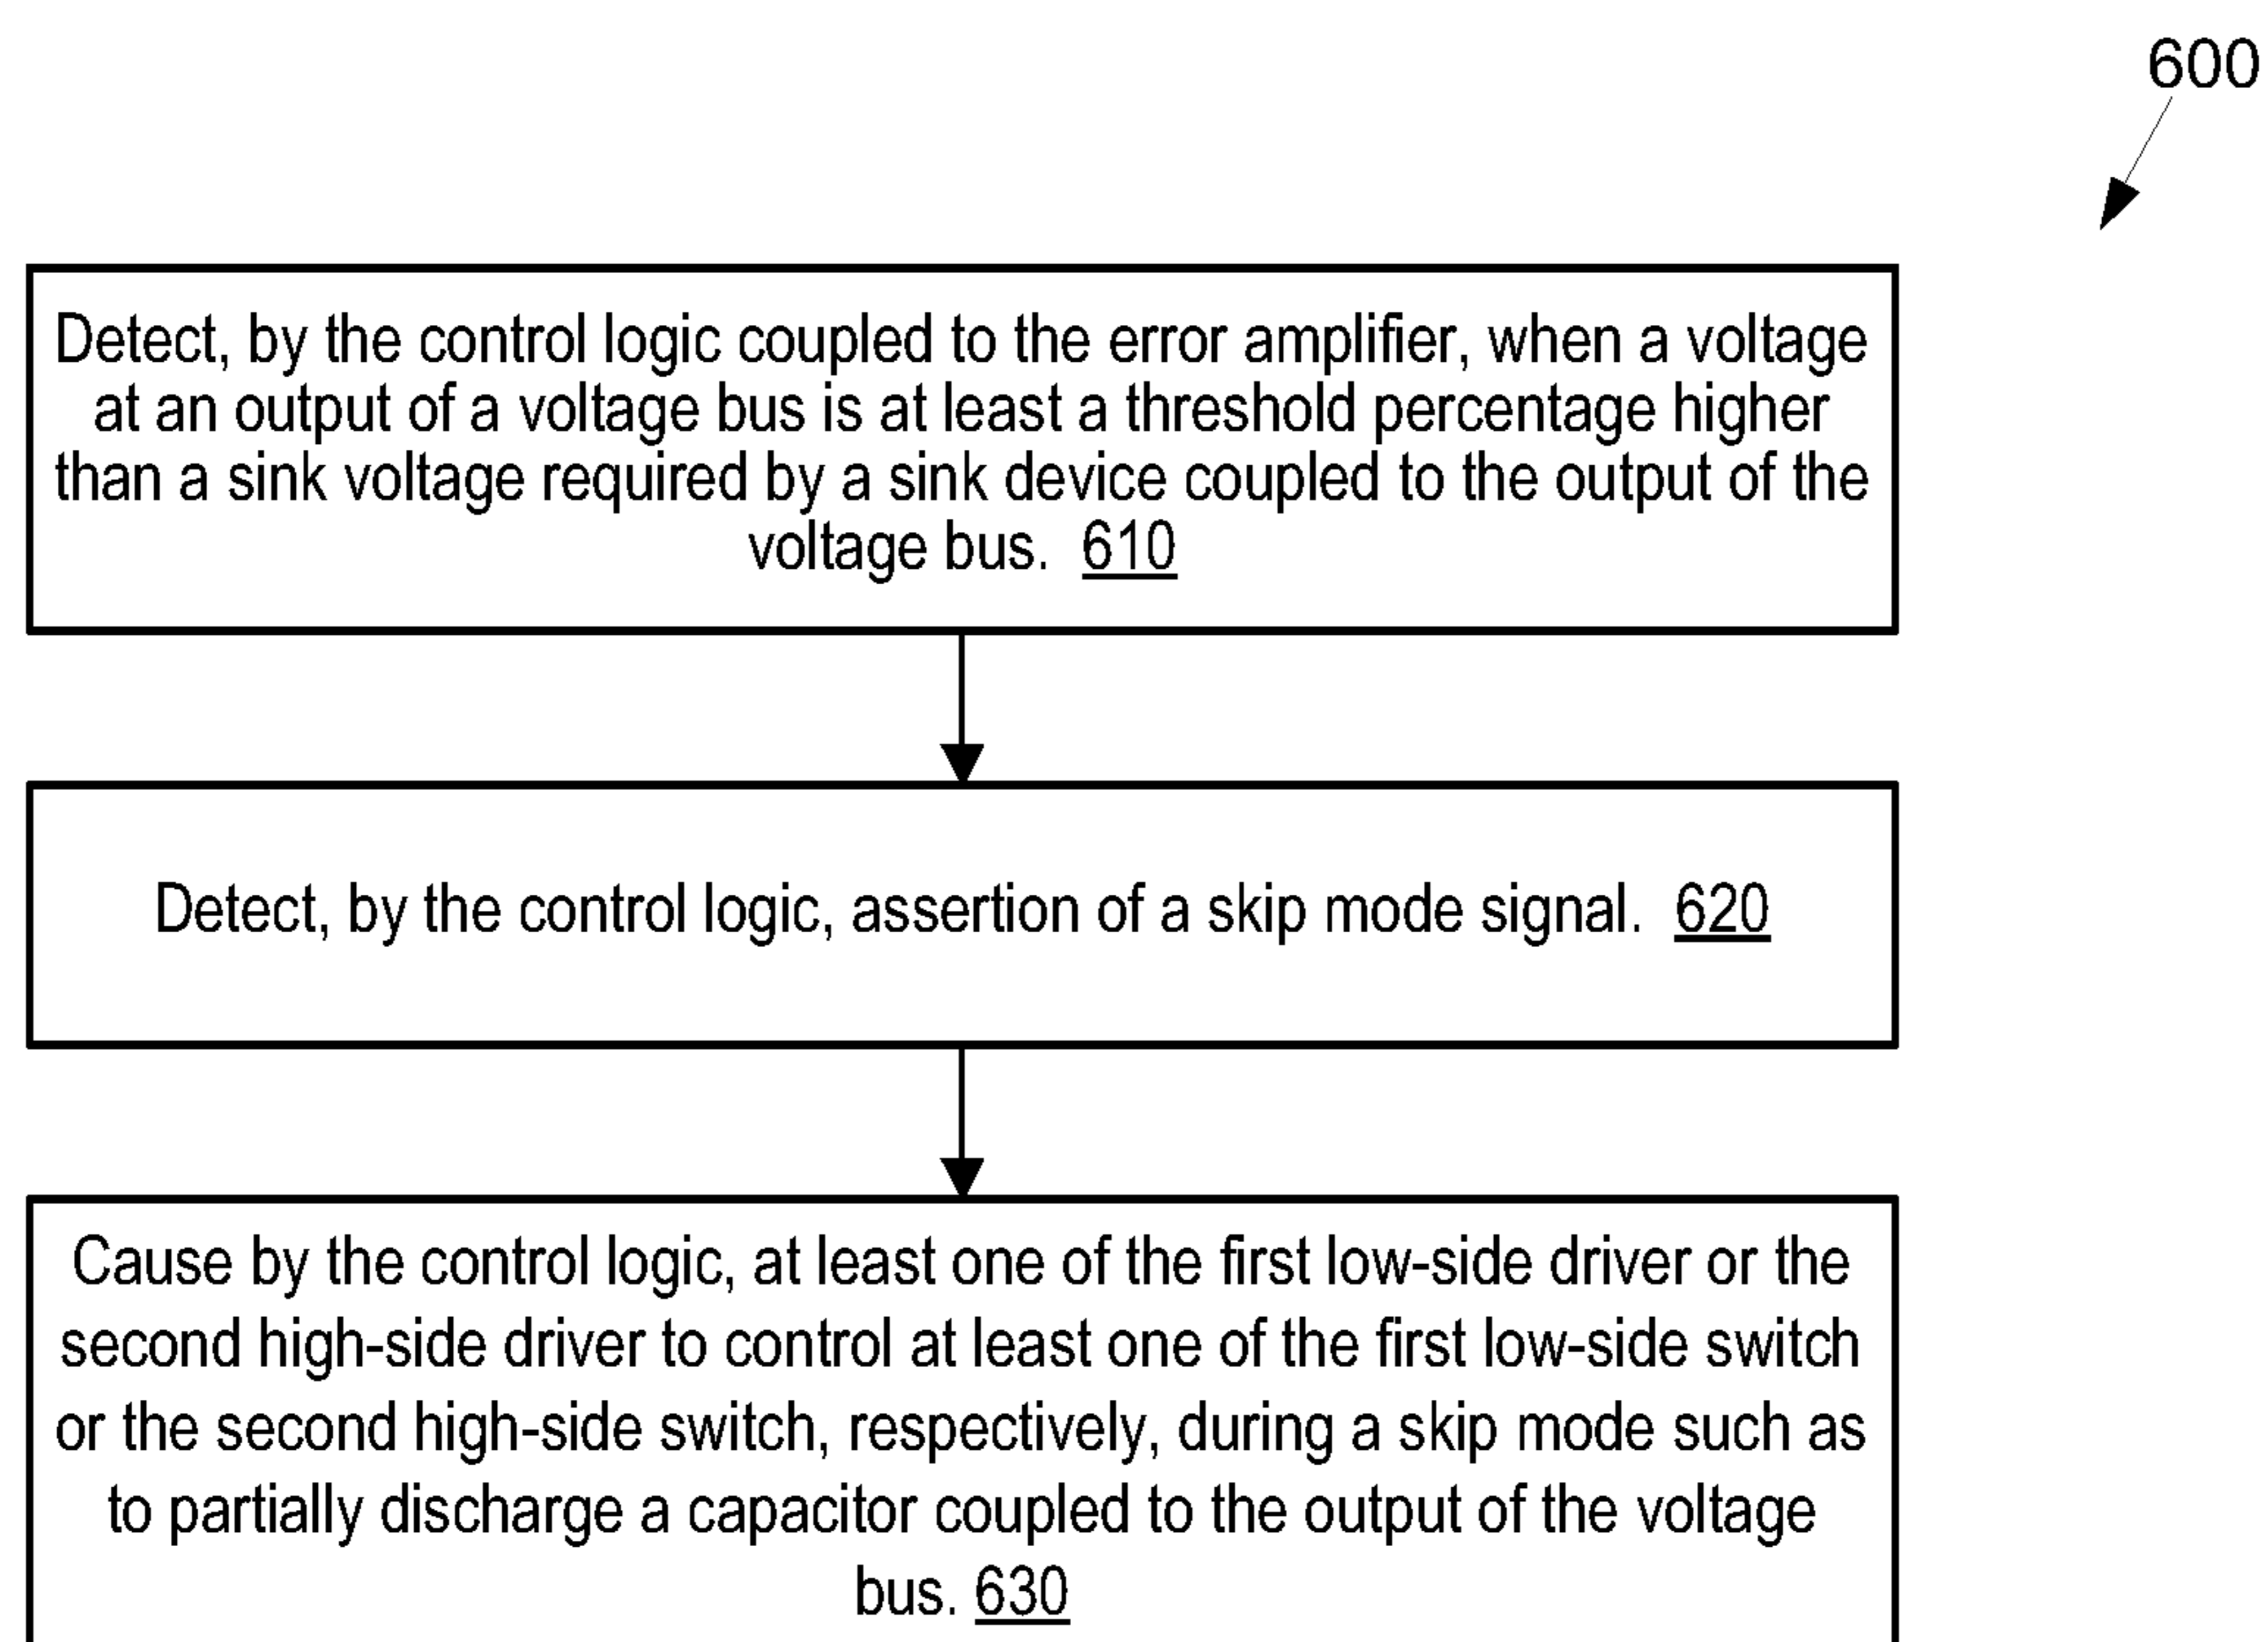 600
Detect, by the control logic coupled to the error amplifier, when a voltage
at an output of a voltage bus is at least a threshold percentage higher
than a sink voltage required by a sink device coupled to the output of the
voltage bus. 610
Detect, by the control logic, assertion of a skip mode signal. 620
Cause by the control logic, at least one of the first low-side driver or the
second high-side driver to control at least one of the first low-side switch
or the second high-side switch, respectively, during a skip mode such as
to partially discharge a capacitor coupled to the output of the voltage
bus. 630